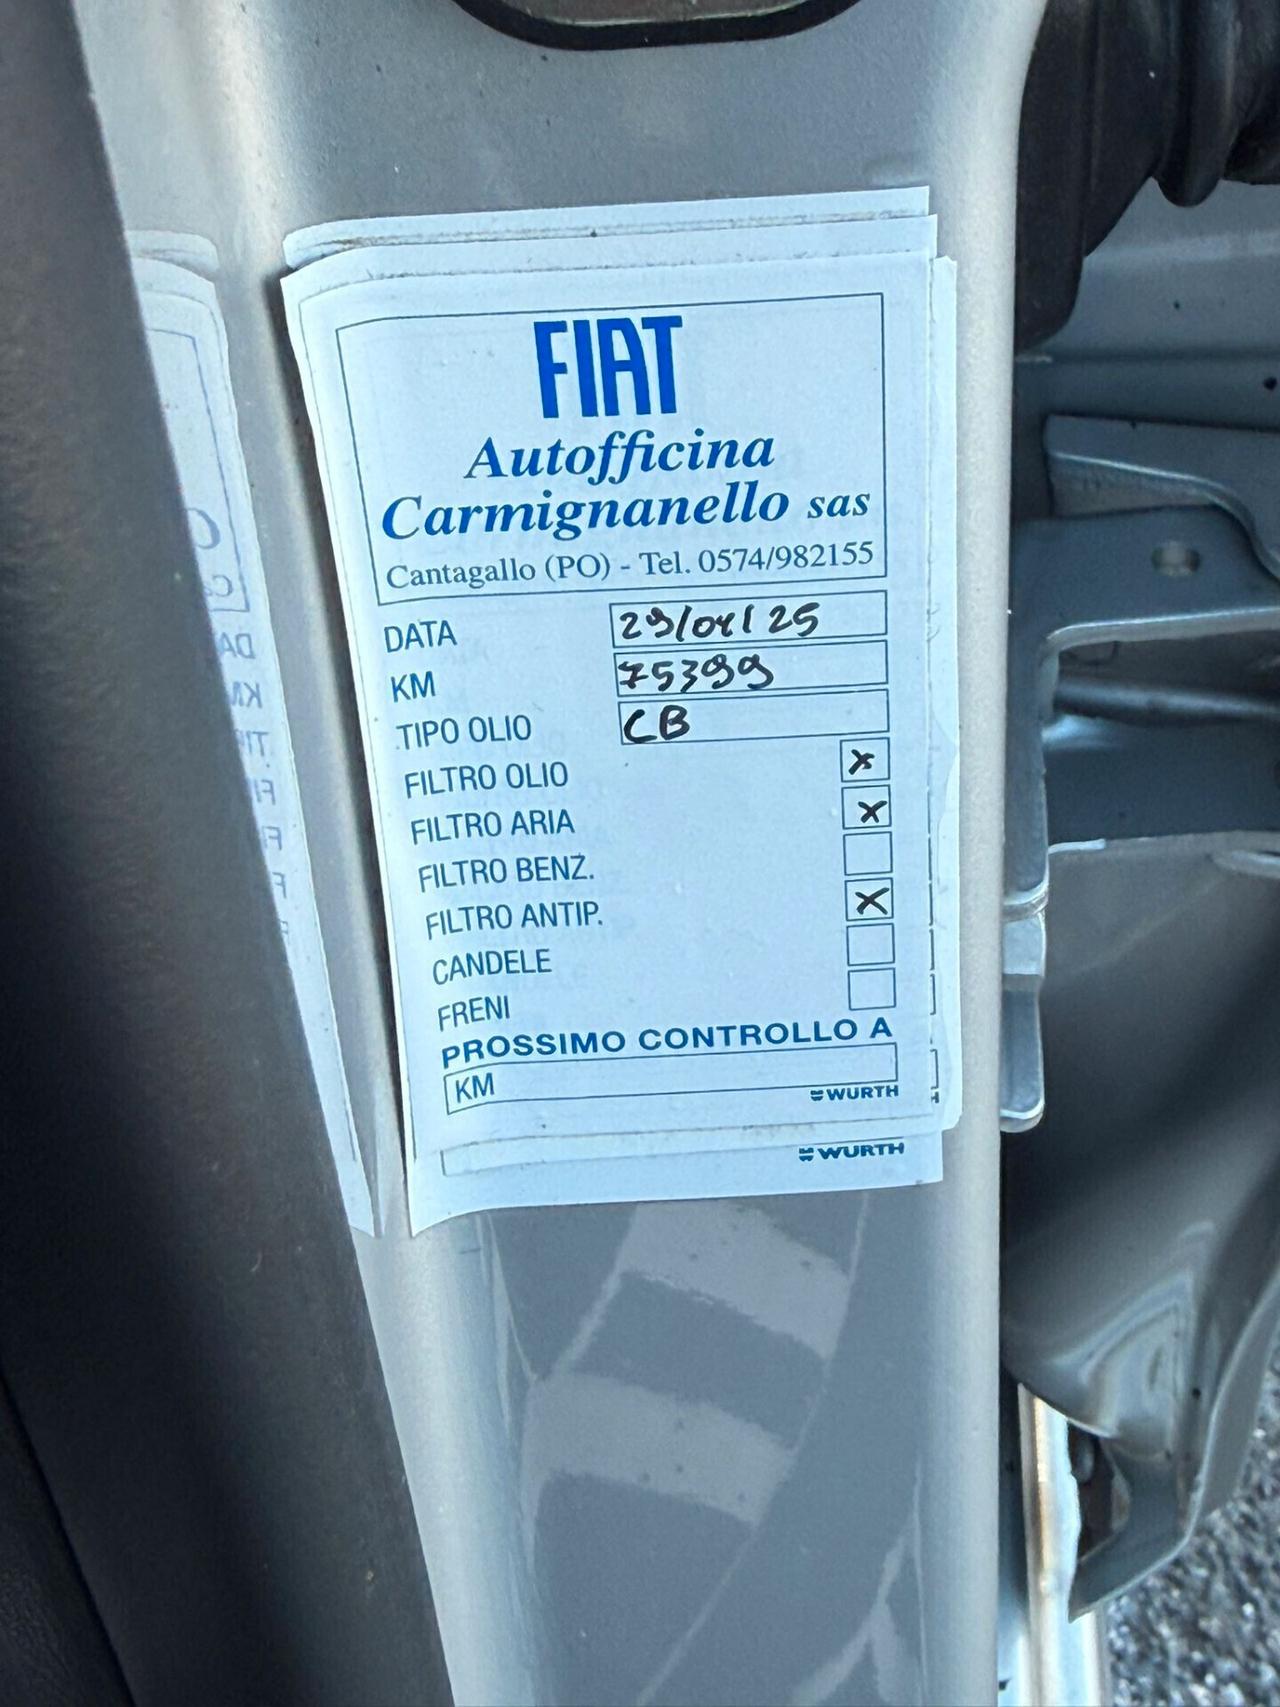 FIAT
Autofficina
Carmignanello sas
Cantagallo (PO) - Tel. 0574/982155
DATA 29/04/25
KM 75399
TIPO OLIO CB
FILTRO OLIO x
FILTRO ARIA x
FILTRO BENZ.
FILTRO ANTIP. x
CANDELE
FRENI
PROSSIMO CONTROLLO A
KM
WURTH
WURTH